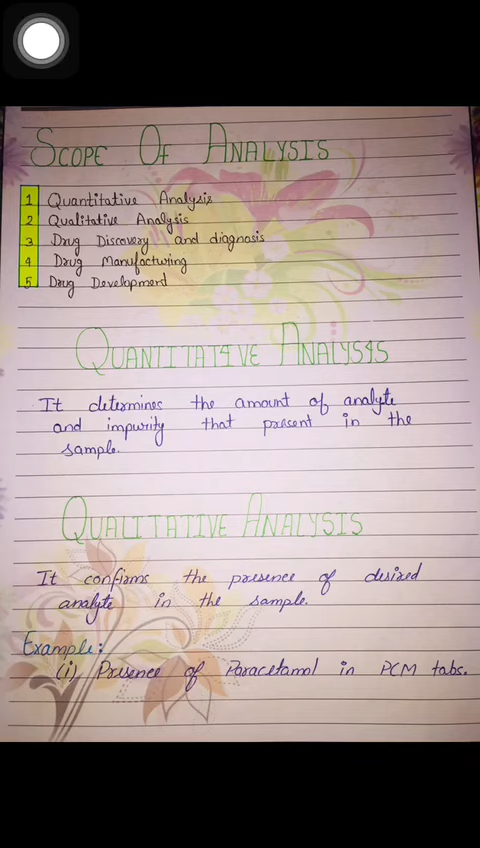 SCOPE OF ANALYSIS
1 Quantitative Analysis
2 Qualitative Analysis
3 Drug Discovery and diagnosis
4 Drug Manufacturing
5 Drug Development
QUANTITATIVE ANALYSIS
It determines the amount of analyte
and impurity that present in the
sample.
QUALITATIVE ANALYSIS
It confirms the presence of desired
analyte in the sample.
Example:
(i) Presence of Paracetamol in PCM tabs.